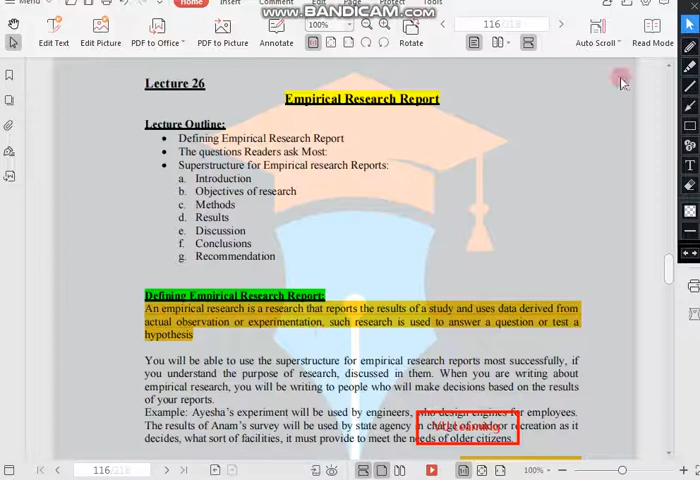 Menu
Home
Insert
Comment
View
www.BANDICAM.com
Edit Text
Edit Picture
PDF to Office
PDF to Picture
Annotate
100%
Rotate
116/218
Auto Scroll
Read Mode
Lecture 26
Empirical Research Report
Lecture Outline:
• Defining Empirical Research Report
• The questions Readers ask Most:
• Superstructure for Empirical research Reports:
a. Introduction
b. Objectives of research
c. Methods
d. Results
e. Discussion
f. Conclusions
g. Recommendation
Defining Empirical Research Report:
An empirical research is a research that reports the results of a study and uses data derived from
actual observation or experimentation, such research is used to answer a question or test a
hypothesis
You will be able to use the superstructure for empirical research reports most successfully, if
you understand the purpose of research, discussed in them. When you are writing about
empirical research, you will be writing to people who will make decisions based on the results
of your reports.
Example: Ayesha's experiment will be used by engineers, who design engines for employees.
The results of Anam's survey will be used by state agency in charge of outdoor recreation as it
decides, what sort of facilities, it must provide to meet the needs of older citizens.
116/218
100%